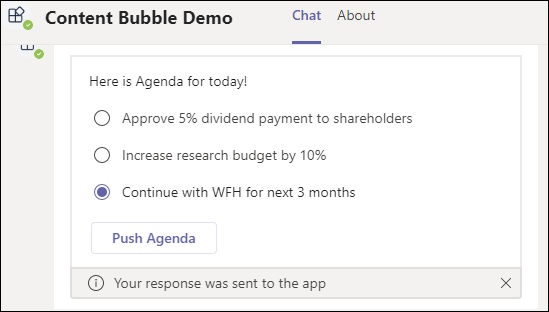 Content Bubble Demo Chat About
Here is Agenda for today!
Approve 5% dividend payment to shareholders
Increase research budget by 10%
Continue with WFH for next 3 months
Push Agenda
Your response was sent to the app